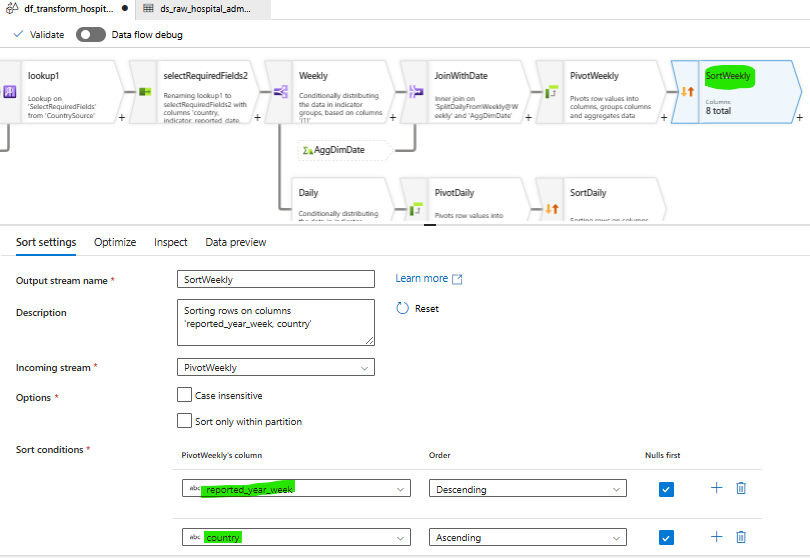 df_transform_hospit...
ds_raw_hospital_adm...
Validate
Data flow debug
lookup1
Lookup on
'SelectRequiredFields'
from 'CountrySource'
+
selectRequiredFields2
Renaming lookup1 to
selectRequiredFields2 with
columns 'country,
indicator, reported_date,
+
Weekly
Conditionally distributing
the data in indicator
groups, based on columns
+
JoinWithDate
Inner join on
'SplitDailyFromWeekly@W
eekly' and 'AggDimDate'
+
PivotWeekly
Pivots row values into
columns, groups columns
and aggregates data
+
SortWeekly
Columns:
8 total
+
AggDimDate
Daily
Conditionally distributing
the data in indicator
PivotDaily
Pivots row values into
SortDaily
Sorting rows on columns
Sort settings
Optimize
Inspect
Data preview
Output stream name *
SortWeekly
Learn more
Description
Sorting rows on columns
'reported_year_week, country'
Reset
Incoming stream *
PivotWeekly
Options *
Case insensitive
Sort only within partition
Sort conditions *
PivotWeekly's column
Order
Nulls first
abc reported_year_week
Descending
+
abc country
Ascending
+